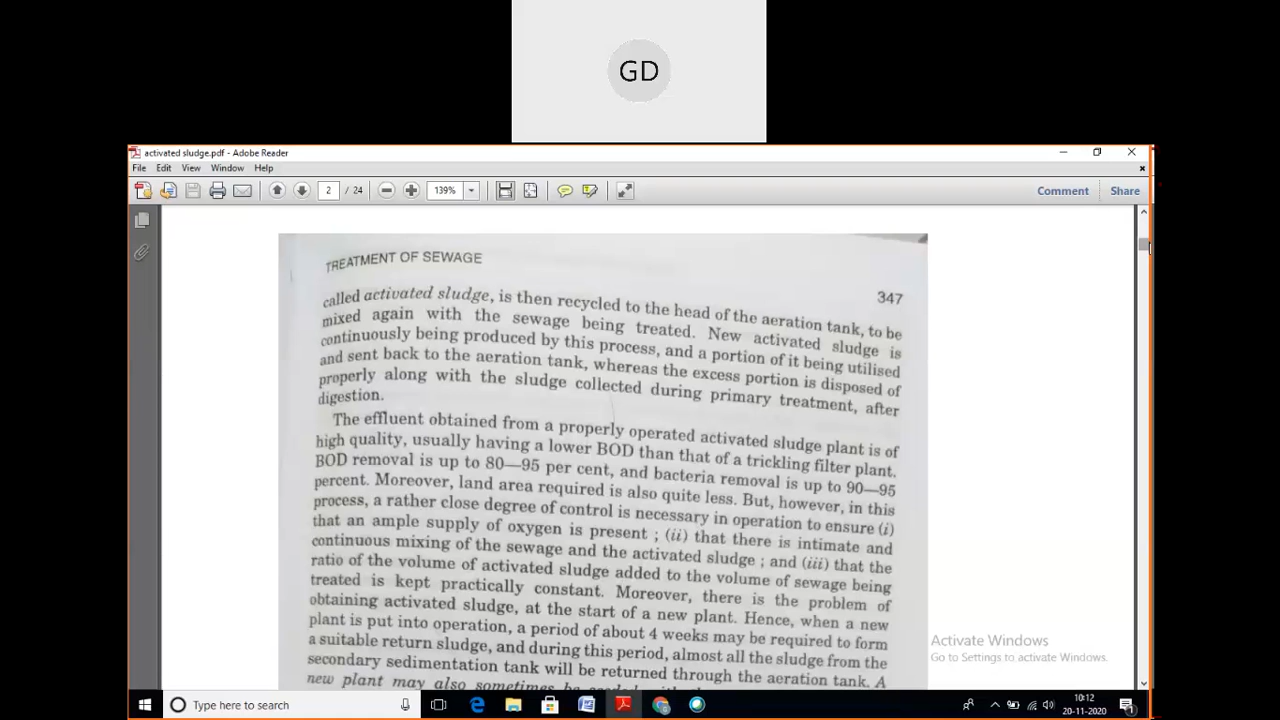 GD
activated sludge.pdf - Adobe Reader
File Edit View Window Help
2 / 24 139% Comment Share
TREATMENT OF SEWAGE
347
called activated sludge, is then recycled to the head of the aeration tank, to be
mixed again with the sewage being treated. New activated sludge is
continuously being produced by this process, and a portion of it being utilised
and sent back to the aeration tank, whereas the excess portion is disposed of
properly along with the sludge collected during primary treatment, after
digestion.
The effluent obtained from a properly operated activated sludge plant is of
high quality, usually having a lower BOD than that of a trickling filter plant.
BOD removal is up to 80—95 per cent, and bacteria removal is up to 90—95
percent. Moreover, land area required is also quite less. But, however, in this
process, a rather close degree of control is necessary in operation to ensure (i)
that an ample supply of oxygen is present ; (ii) that there is intimate and
continuous mixing of the sewage and the activated sludge ; and (iii) that the
ratio of the volume of activated sludge added to the volume of sewage being
treated is kept practically constant. Moreover, there is the problem of
obtaining activated sludge, at the start of a new plant. Hence, when a new
plant is put into operation, a period of about 4 weeks may be required to form
a suitable return sludge, and during this period, almost all the sludge from the
secondary sedimentation tank will be returned through the aeration tank. A
new plant may also sometimes be
Activate Windows
Go to Settings to activate Windows.
Type here to search
10:12
20-11-2020